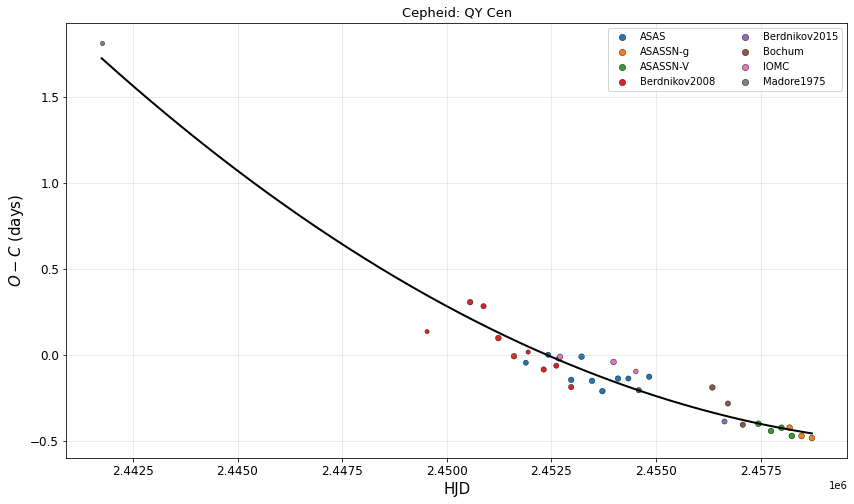 Cepheid: QY Cen
ASAS
ASASSN-g
ASASSN-V
Berdnikov2008
Berdnikov2015
Bochum
IOMC
Madore1975
O − C (days)
1.5
1.0
0.5
0.0
−0.5
2.4425 2.4450 2.4475 2.4500 2.4525 2.4550 2.4575
1e6
HJD